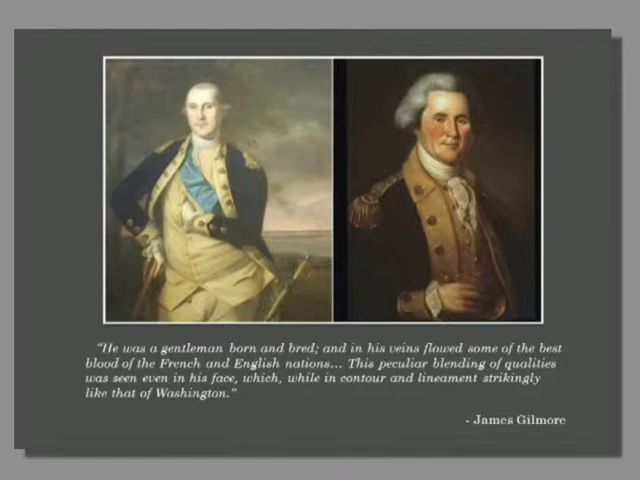 "He was a gentleman born and bred; and in his veins flowed some of the best
blood of the French and English nations... This peculiar blending of qualities
was seen even in his face, which, while in contour and lineament strikingly
like that of Washington."
- James Gilmore